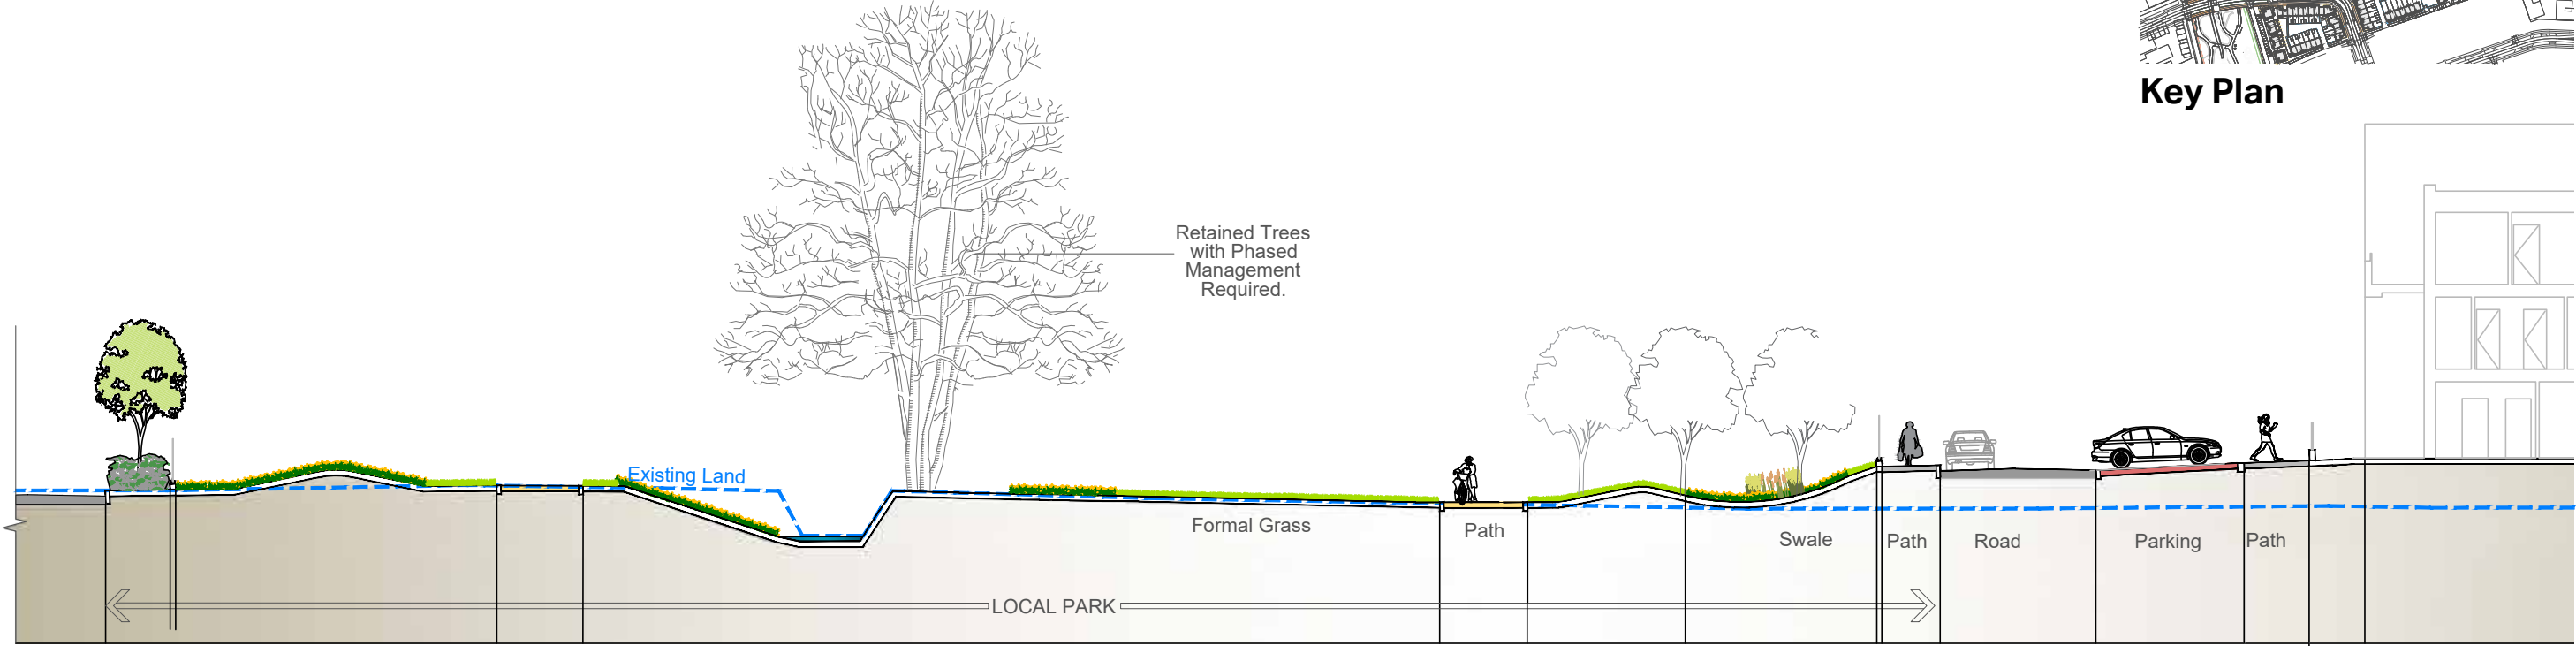 Key Plan
Retained Trees
with Phased
Management
Required.
Existing Land
Formal Grass
Path
Swale
Path
Road
Parking
Path
LOCAL PARK